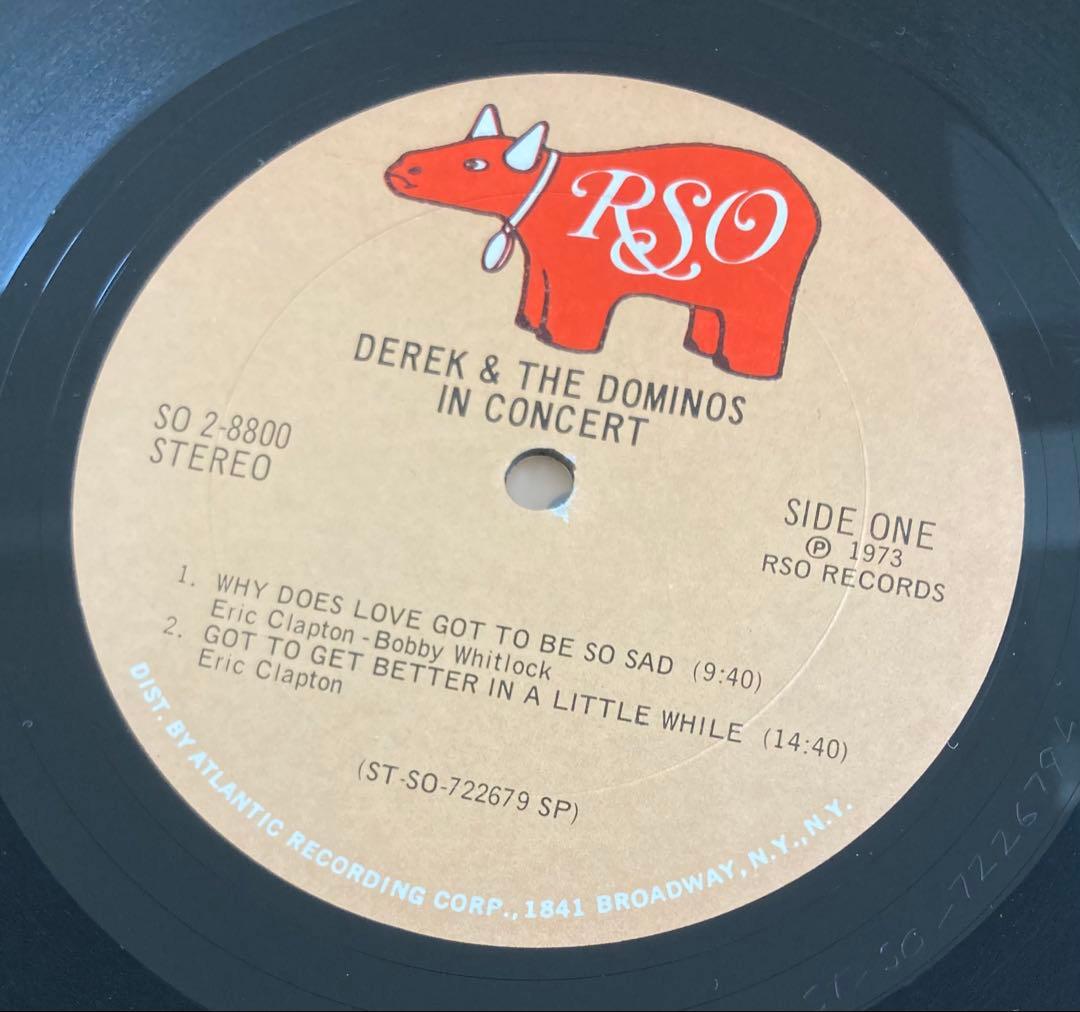 RSO
DEREK & THE DOMINOS
IN CONCERT
SO 2-8800
STEREO
SIDE ONE
℗ 1973
RSO RECORDS
1. WHY DOES LOVE GOT TO BE SO SAD (9:40)
Eric Clapton - Bobby Whitlock
2. GOT TO GET BETTER IN A LITTLE WHILE (14:40)
Eric Clapton
(ST-SO-722679 SP)
DIST. BY ATLANTIC RECORDING CORP., 1841 BROADWAY, N.Y., N.Y.